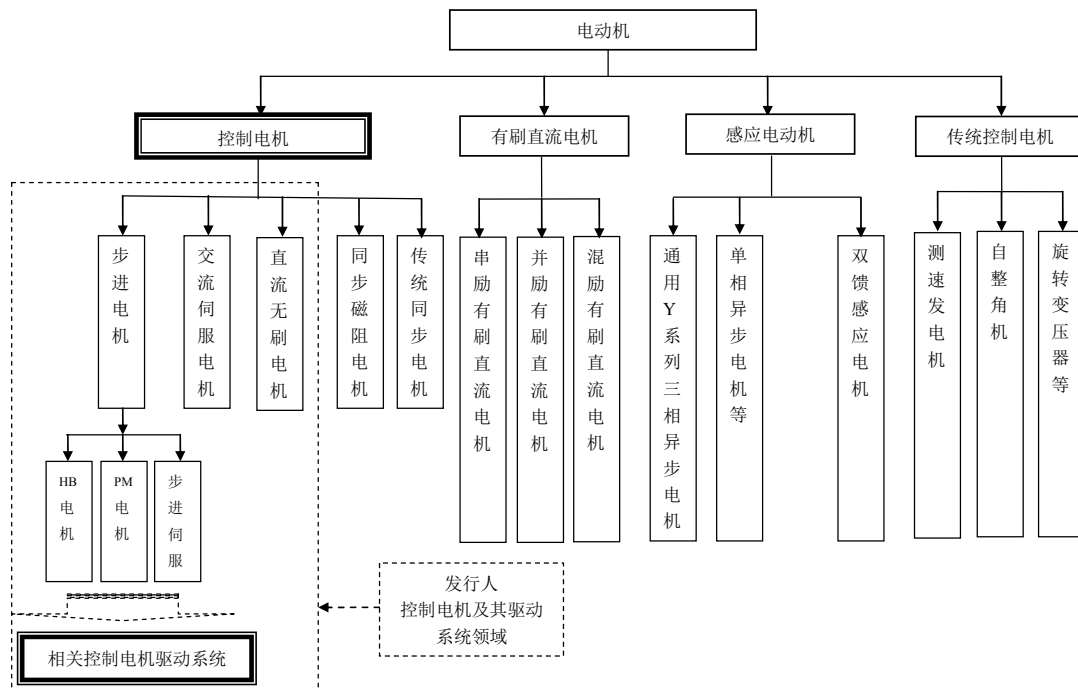 电动机
控制电机
有刷直流电机
感应电动机
传统控制电机
步进电机
交流伺服电机
直流无刷电机
同步磁阻电机
传统同步电机
串励有刷直流电机
并励有刷直流电机
混励有刷直流电机
通用Y系列三相异步电机
单相异步电机等
双馈感应电机
测速发电机
自整角机
旋转变压器等
HB
电机
PM
电机
步进伺服
发行人
控制电机及其驱动
系统领域
相关控制电机驱动系统